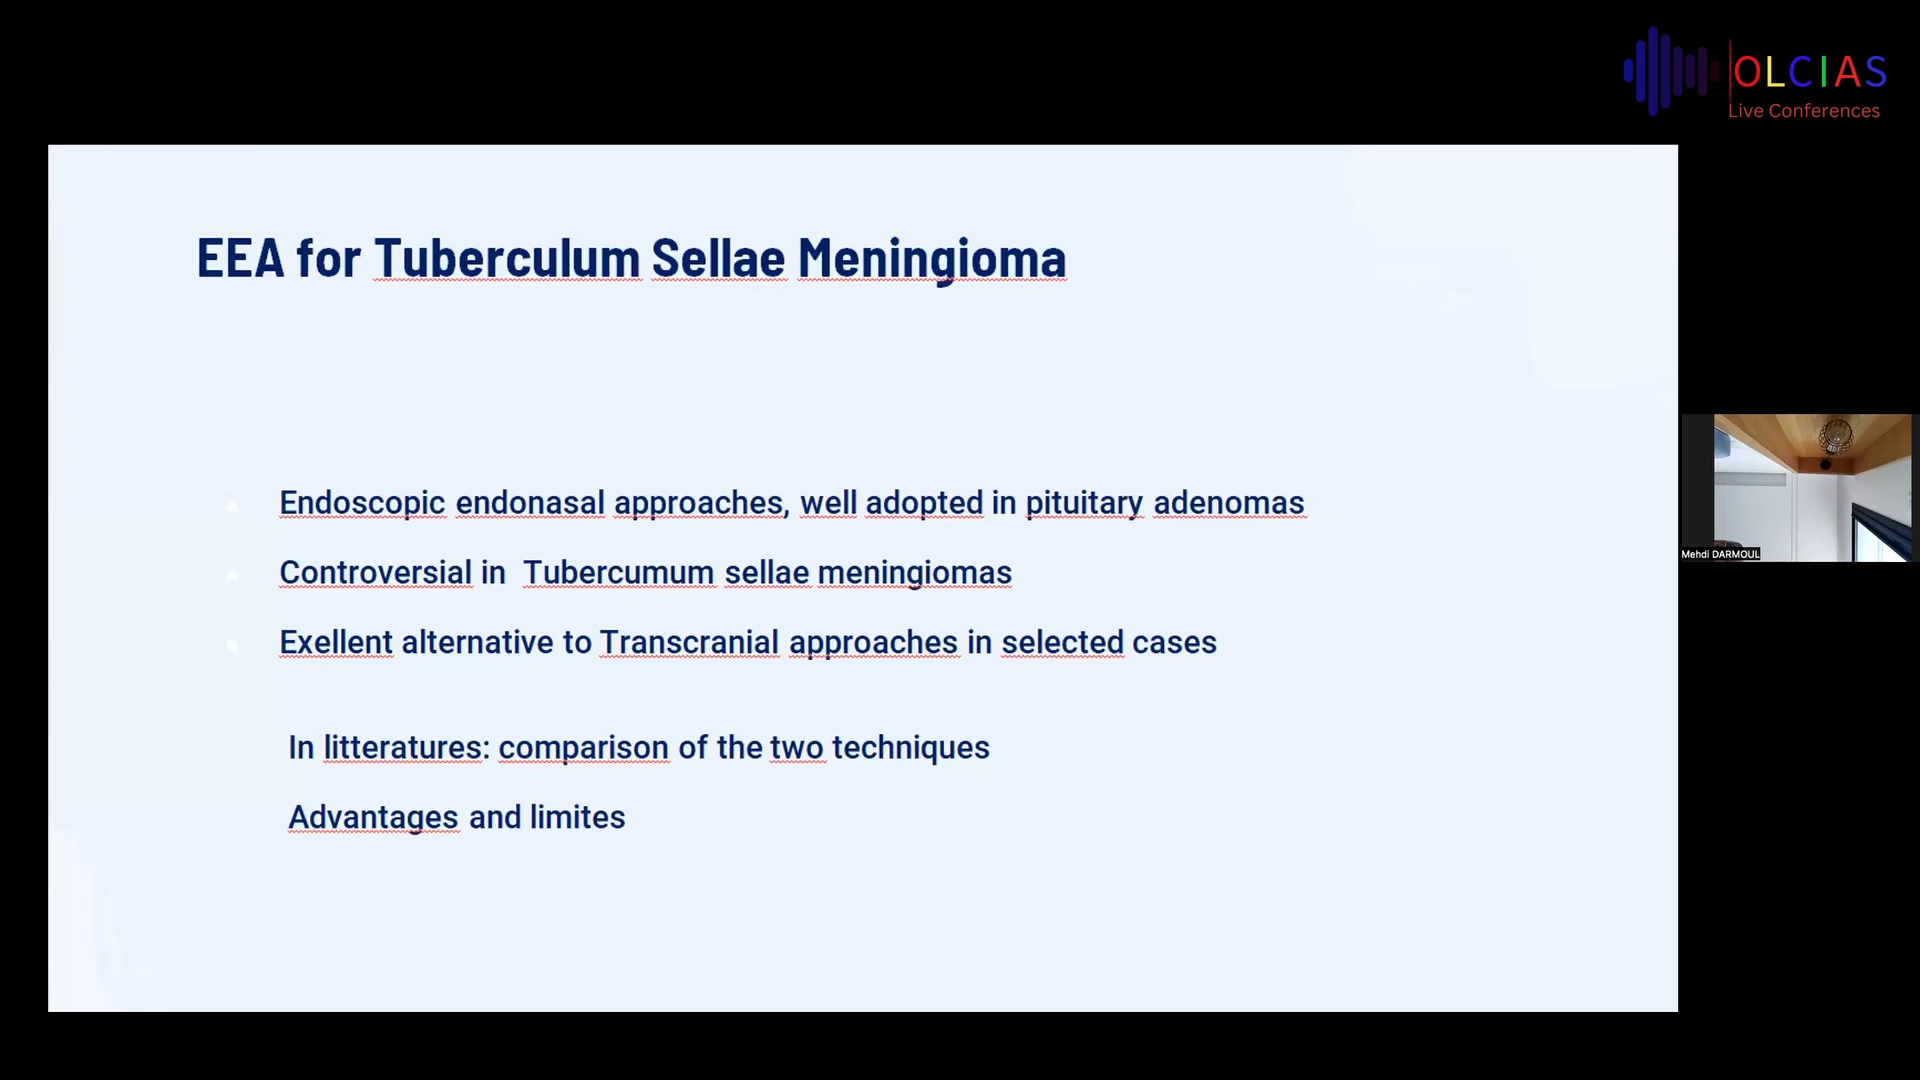 OLCIAS
Live Conferences
EEA for Tuberculum Sellae Meningioma
Endoscopic endonasal approaches, well adopted in pituitary adenomas
Controversial in Tubercumum sellae meningiomas
Exellent alternative to Transcranial approaches in selected cases
In litteratures: comparison of the two techniques
Advantages and limites
Mehdi DARMOUL